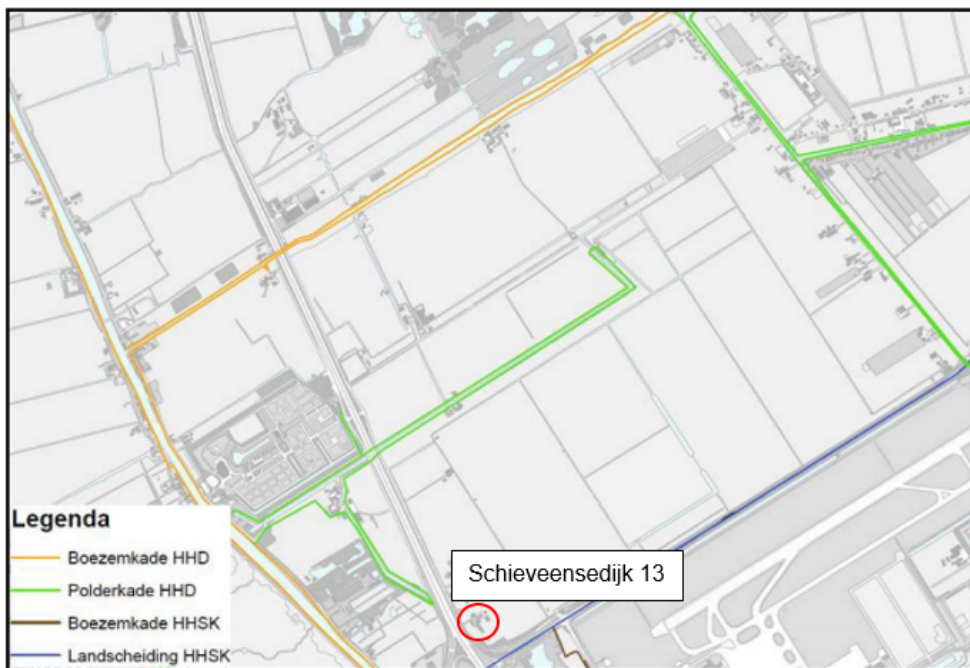 Schieveensedijk 13
Legenda
Boezemkade HHD
Polderkade HHD
Boezemkade HHSK
Landscheiding HHSK